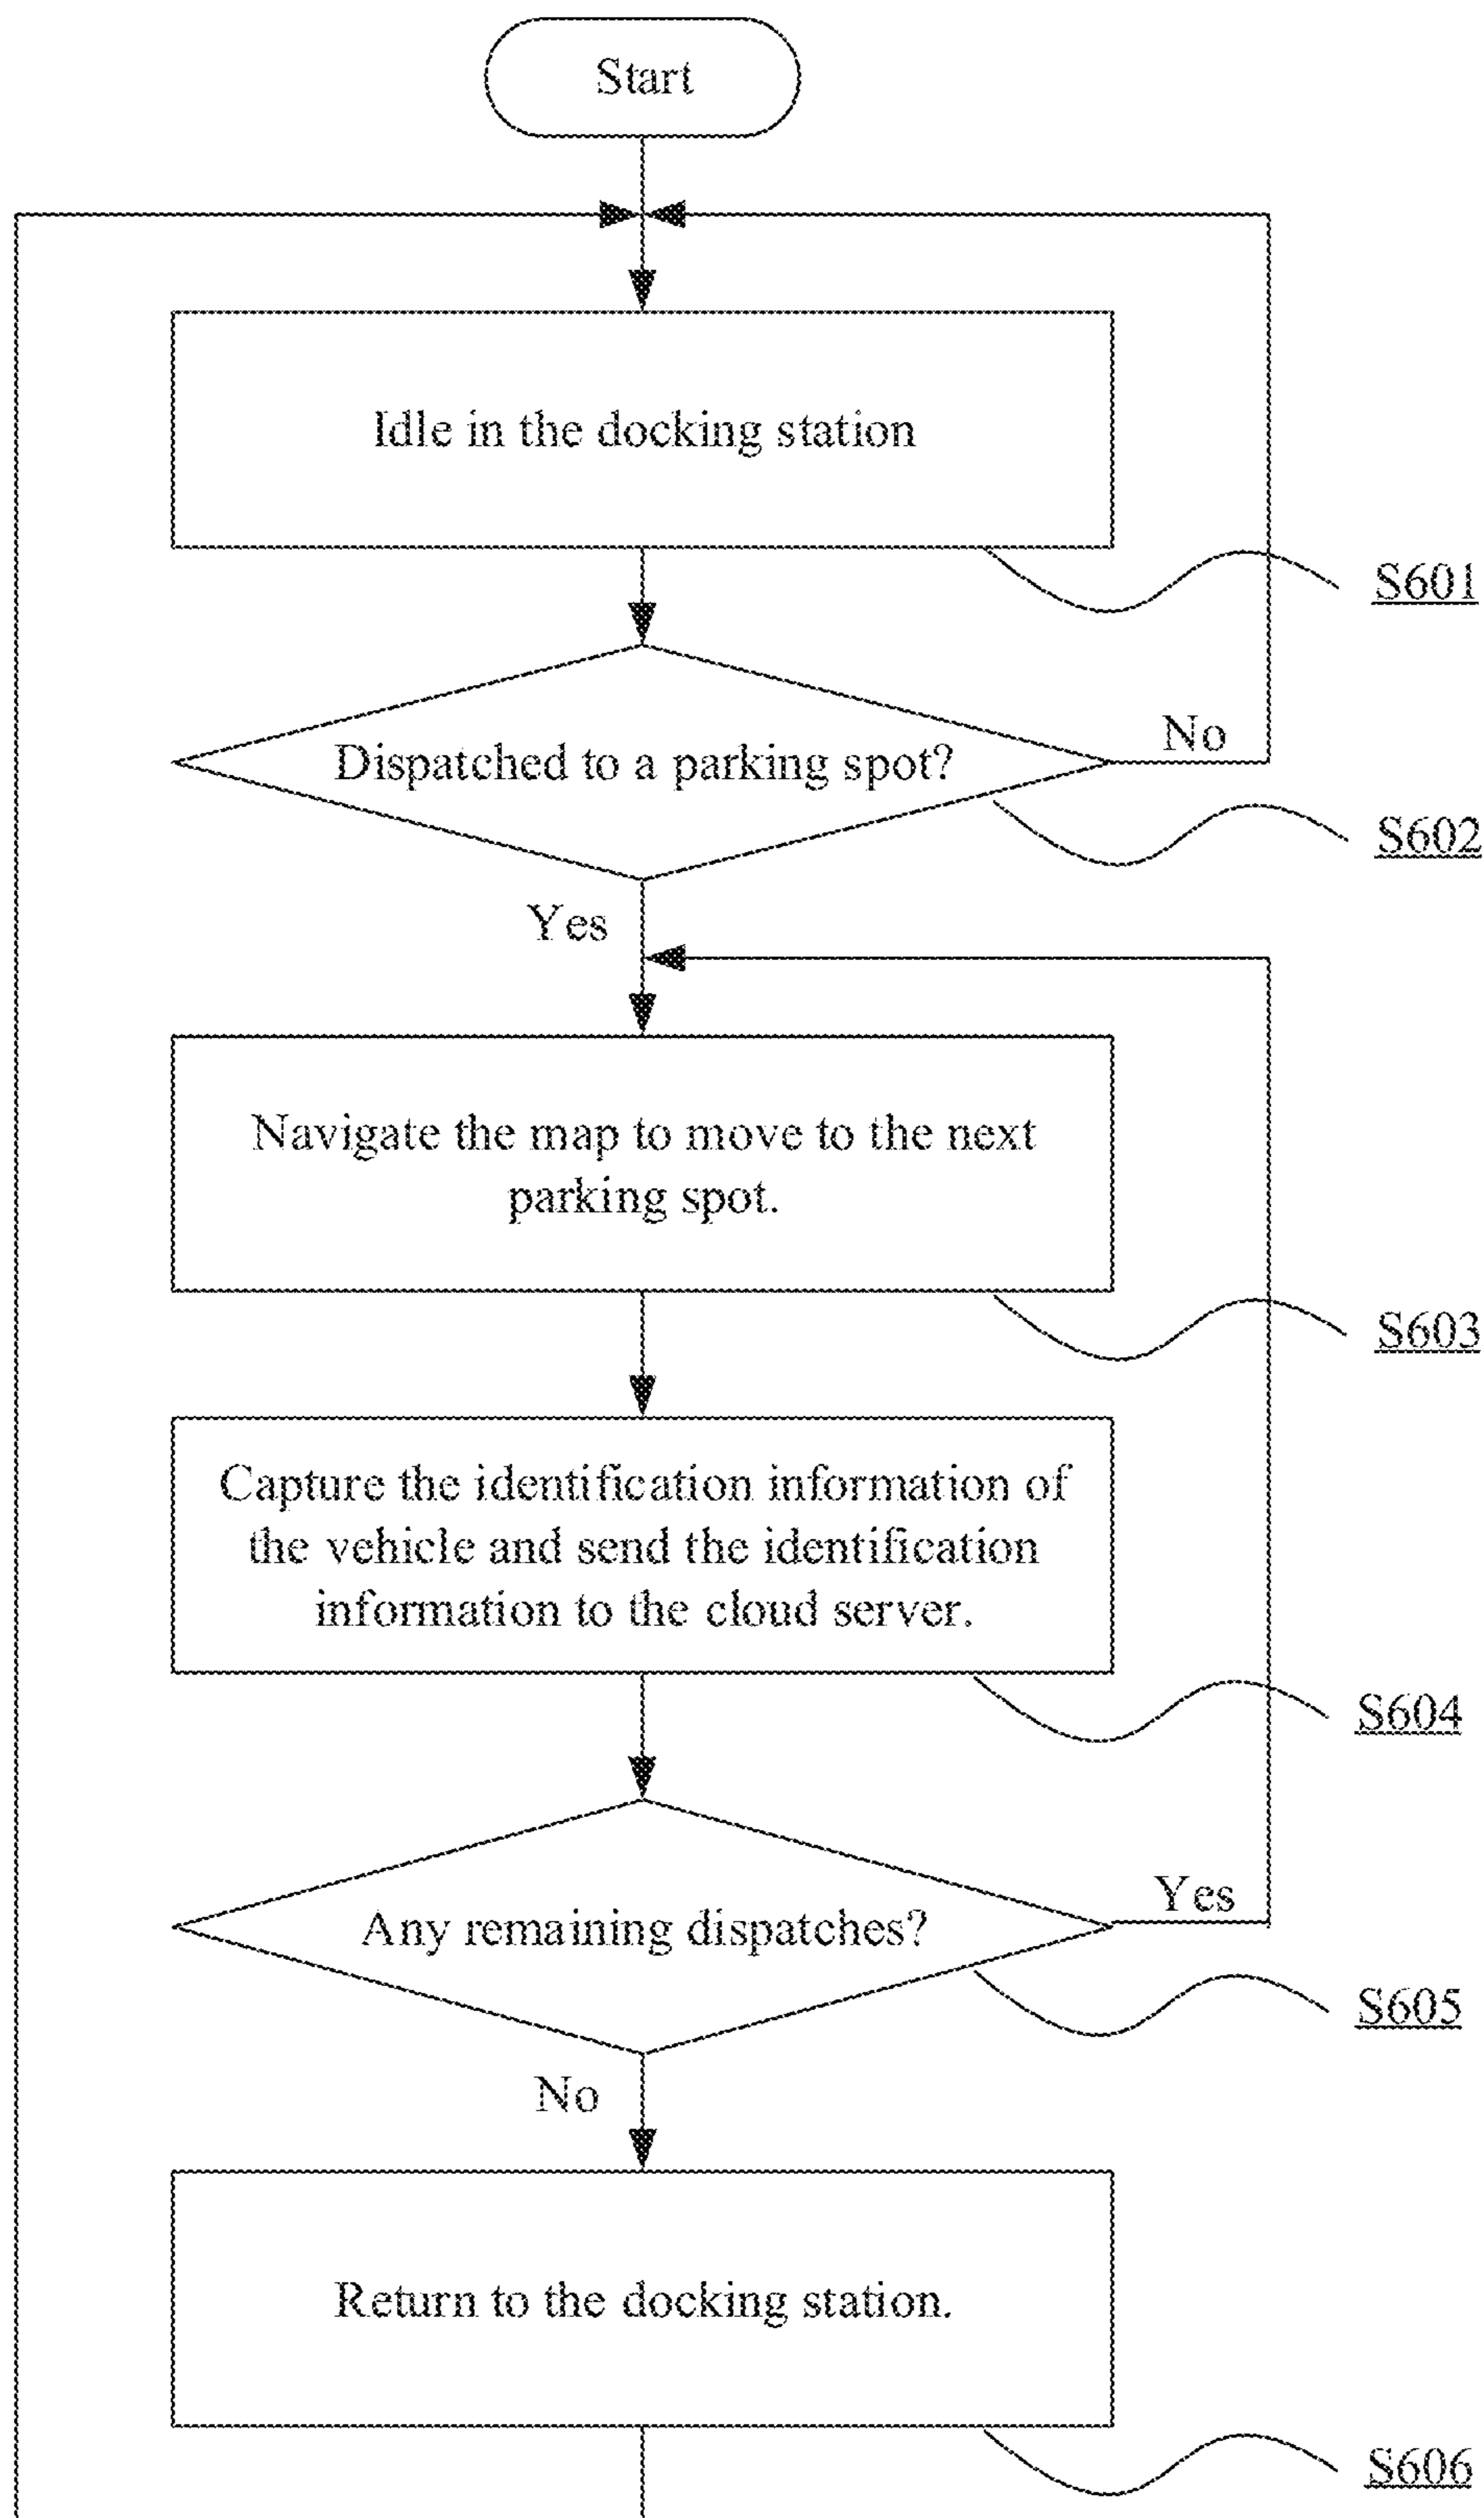 Start
Idle in the docking station
S601
Dispatched to a parking spot?
No
S602
Yes
Navigate the map to move to the next
parking spot.
S603
Capture the identification information of
the vehicle and send the identification
information to the cloud server.
S604
Any remaining dispatches?
Yes
S605
No
Return to the docking station.
S606